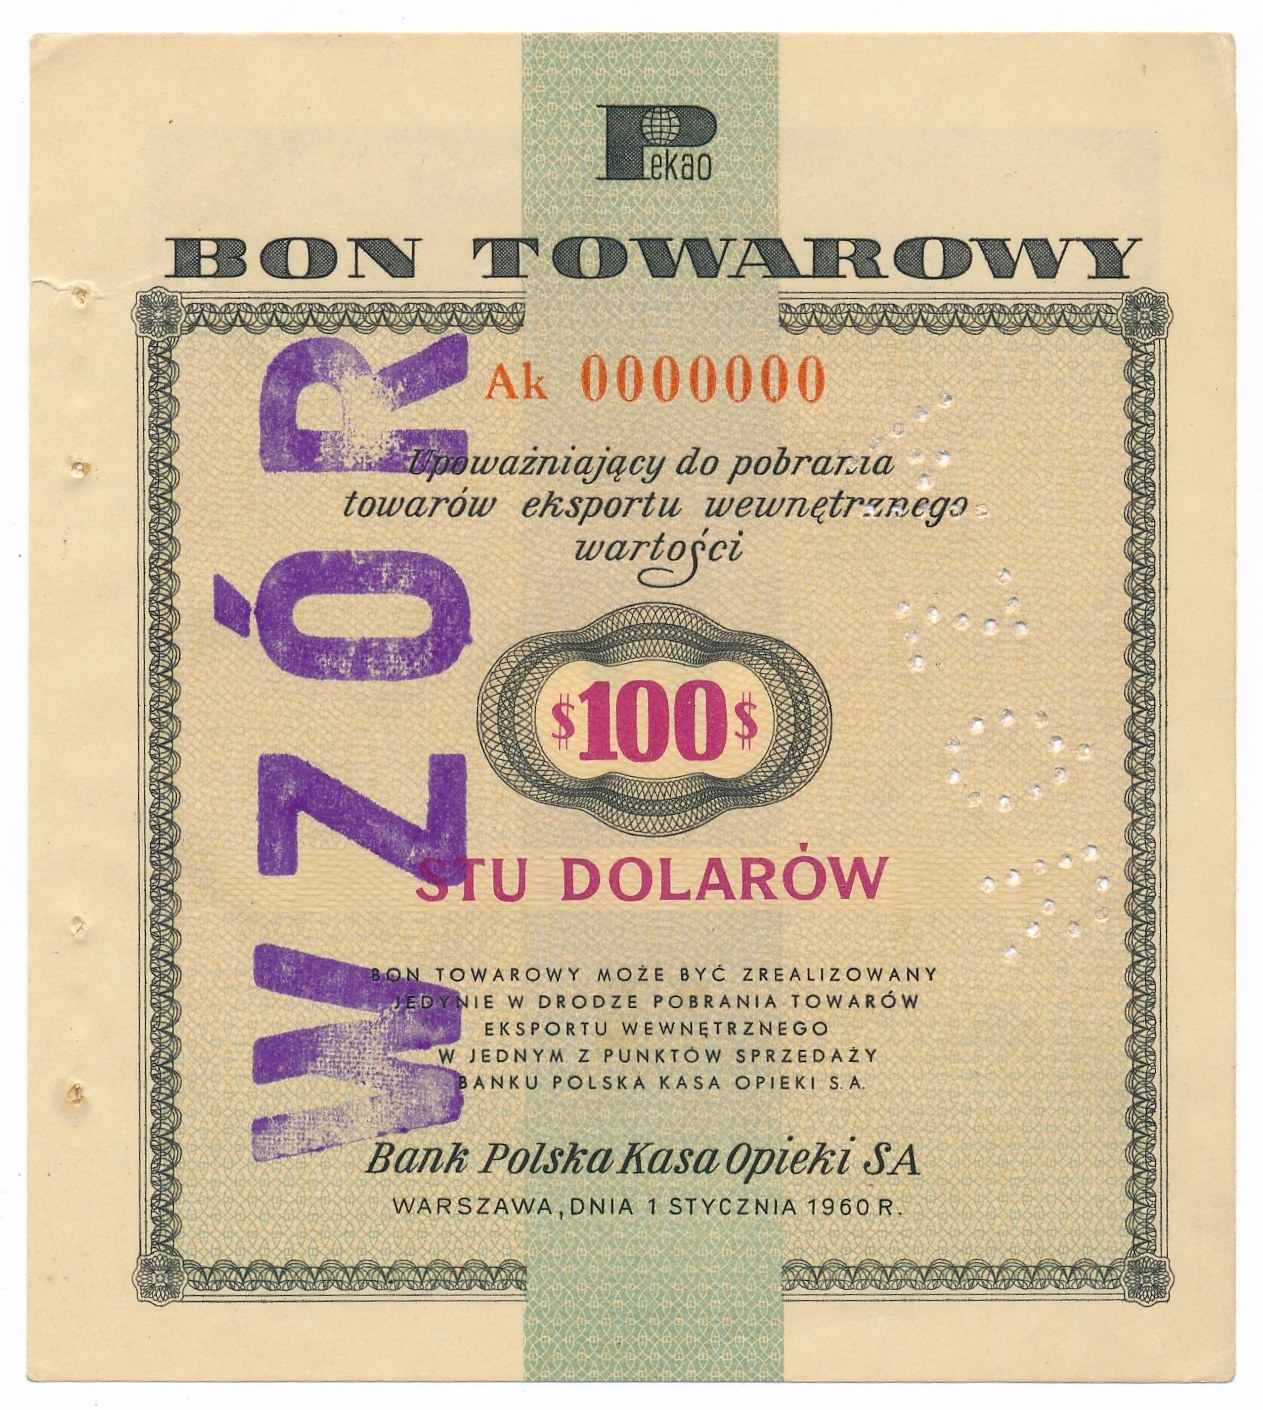 Pekao
BON TOWAROWY
Ak 0000000
Upoważniający do pobrania
towarów eksportu wewnętrznego
wartości
$100$
STU DOLARÓW
BON TOWAROWY MOŻE BYĆ ZREALIZOWANY
JEDYNIE W DRODZE POBRANIA TOWARÓW
EKSPORTU WEWNĘTRZNEGO
W JEDNYM Z PUNKTÓW SPRZEDAŻY
BANKU POLSKA KASA OPIEKI S.A.
Bank Polska Kasa Opieki SA
WARSZAWA, DNIA 1 STYCZNIA 1960 R.
WZÓR